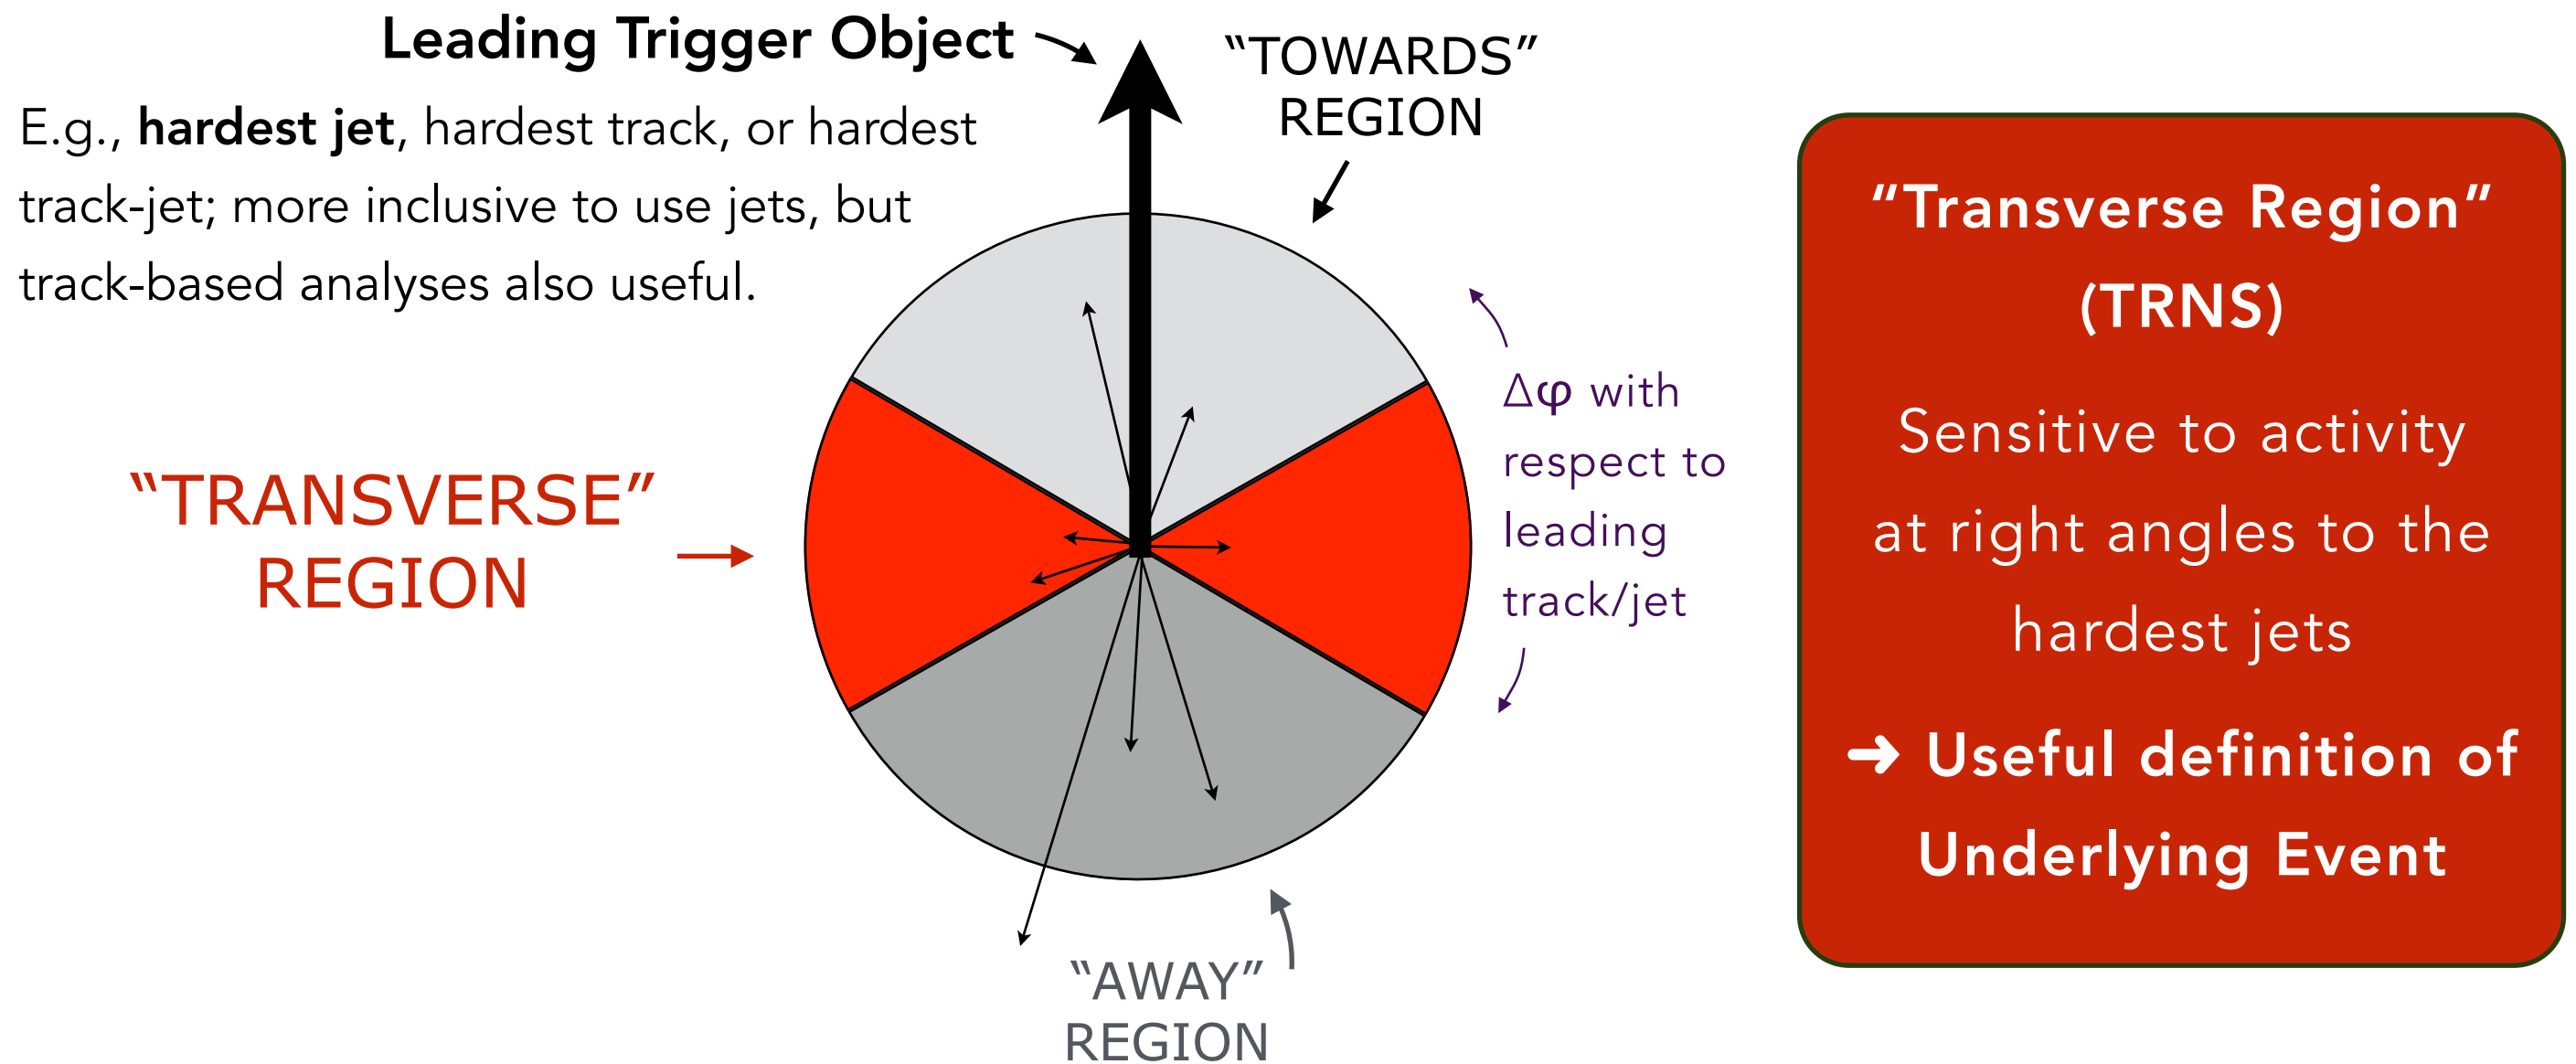 Leading Trigger Object
E.g., hardest jet, hardest track, or hardest
track-jet; more inclusive to use jets, but
track-based analyses also useful.
“TOWARDS”
REGION
“TRANSVERSE”
REGION
Δφ with
respect to
leading
track/jet
“AWAY”
REGION
“Transverse Region”
(TRNS)
Sensitive to activity
at right angles to the
hardest jets
➜ Useful definition of
Underlying Event